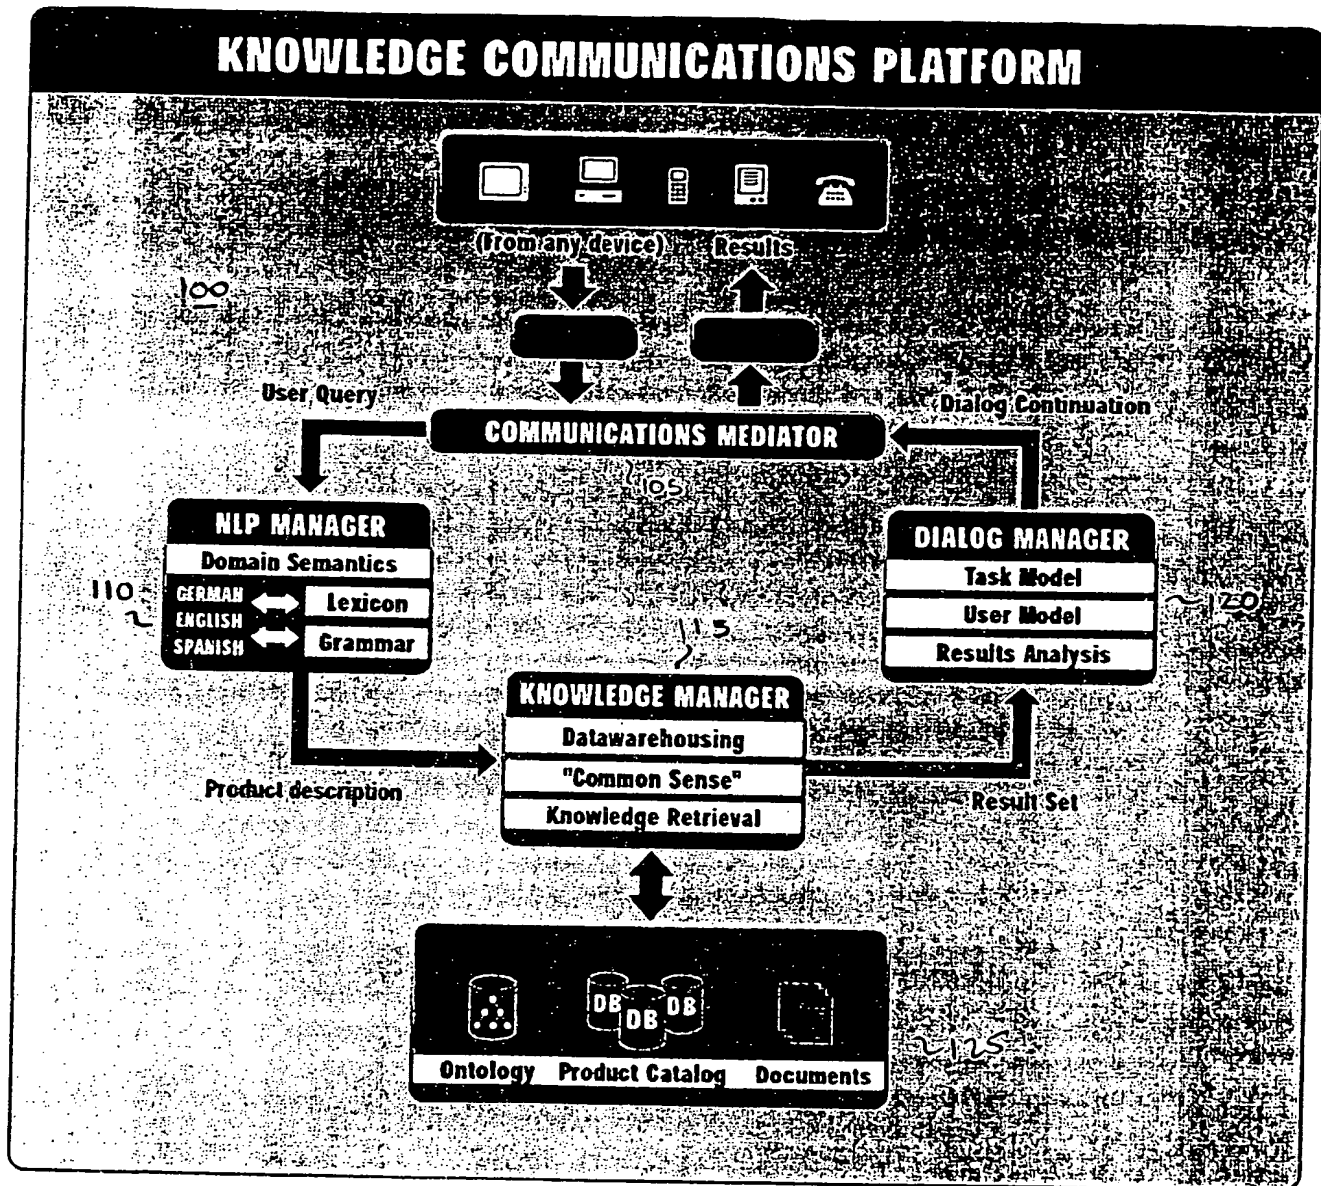 KNOWLEDGE COMMUNICATIONS PLATFORM
(From any device) Results
100
User Query
Dialog Continuation
COMMUNICATIONS MEDIATOR
105
NLP MANAGER
Domain Semantics
GERMAN
ENGLISH
SPANISH
Lexicon
Grammar
110
DIALOG MANAGER
Task Model
User Model
Results Analysis
120
115
KNOWLEDGE MANAGER
Datawarehousing
"Common Sense"
Knowledge Retrieval
Product description
Result Set
DB DB DB
Ontology Product Catalog Documents
125